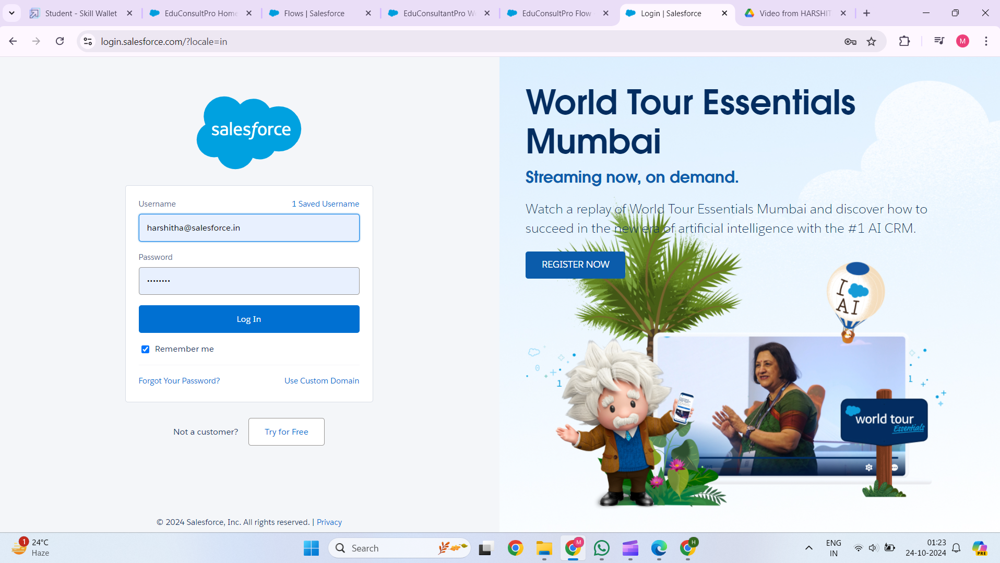 Student - Skill Wallet
EduConsultPro Home
Flows | Salesforce
EduConsultantPro W
EduConsultPro Flow
Login | Salesforce
Video from HARSHIT
login.salesforce.com/?locale=in
M
salesforce
Username
1 Saved Username
harshitha@salesforce.in
Password
••••••••
Log In
Remember me
Forgot Your Password?
Use Custom Domain
Not a customer?
Try for Free
© 2024 Salesforce, Inc. All rights reserved. | Privacy
World Tour Essentials
Mumbai
Streaming now, on demand.
Watch a replay of World Tour Essentials Mumbai and discover how to
succeed in the new era of artificial intelligence with the #1 AI CRM.
REGISTER NOW
I
AI
0
1
1
world tour
Essentials
1
24°C
Haze
Search
M
H
ENG
IN
01:23
24-10-2024
PRE